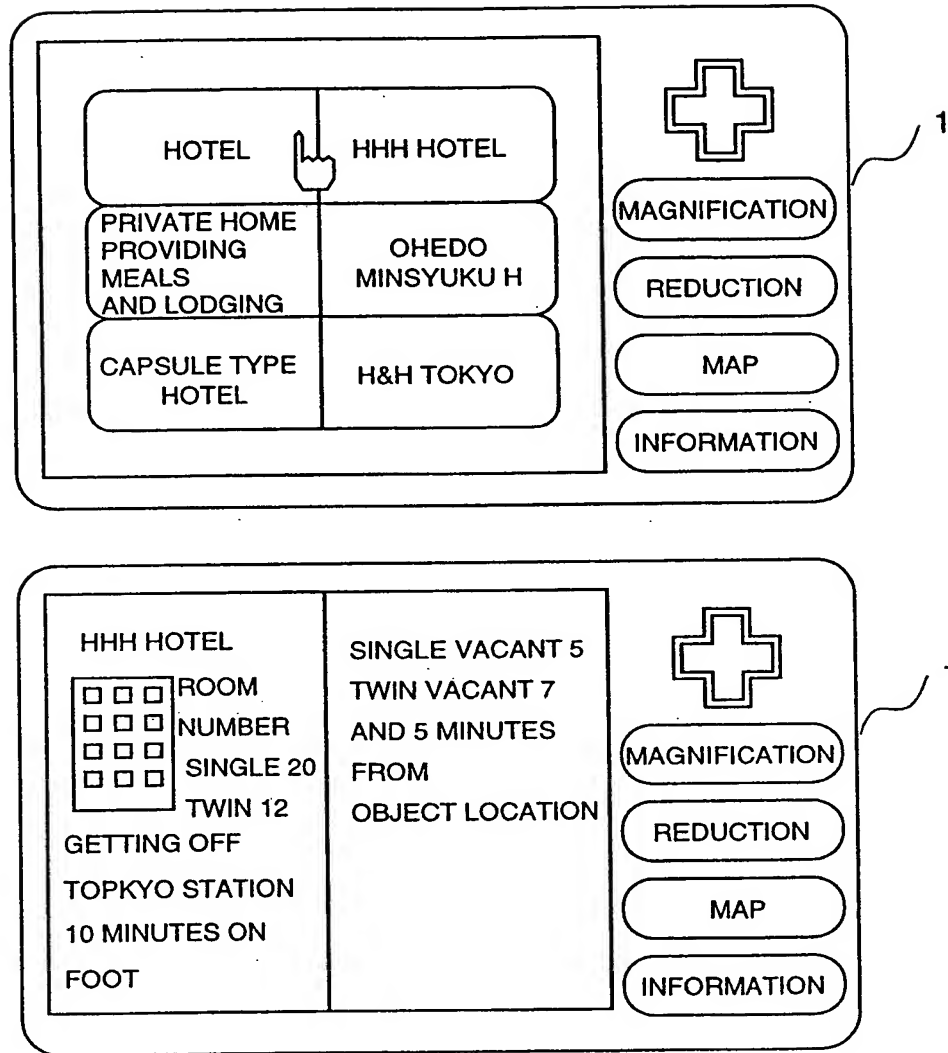 HOTEL
HHH HOTEL
PRIVATE HOME
PROVIDING
MEALS
AND LODGING
OHEDO
MINSYUKU H
CAPSULE TYPE
HOTEL
H&H TOKYO
MAGNIFICATION
REDUCTION
MAP
INFORMATION
1
HHH HOTEL
ROOM
NUMBER
SINGLE 20
TWIN 12
GETTING OFF
TOPKYO STATION
10 MINUTES ON
FOOT
SINGLE VACANT 5
TWIN VACANT 7
AND 5 MINUTES
FROM
OBJECT LOCATION
MAGNIFICATION
REDUCTION
MAP
INFORMATION